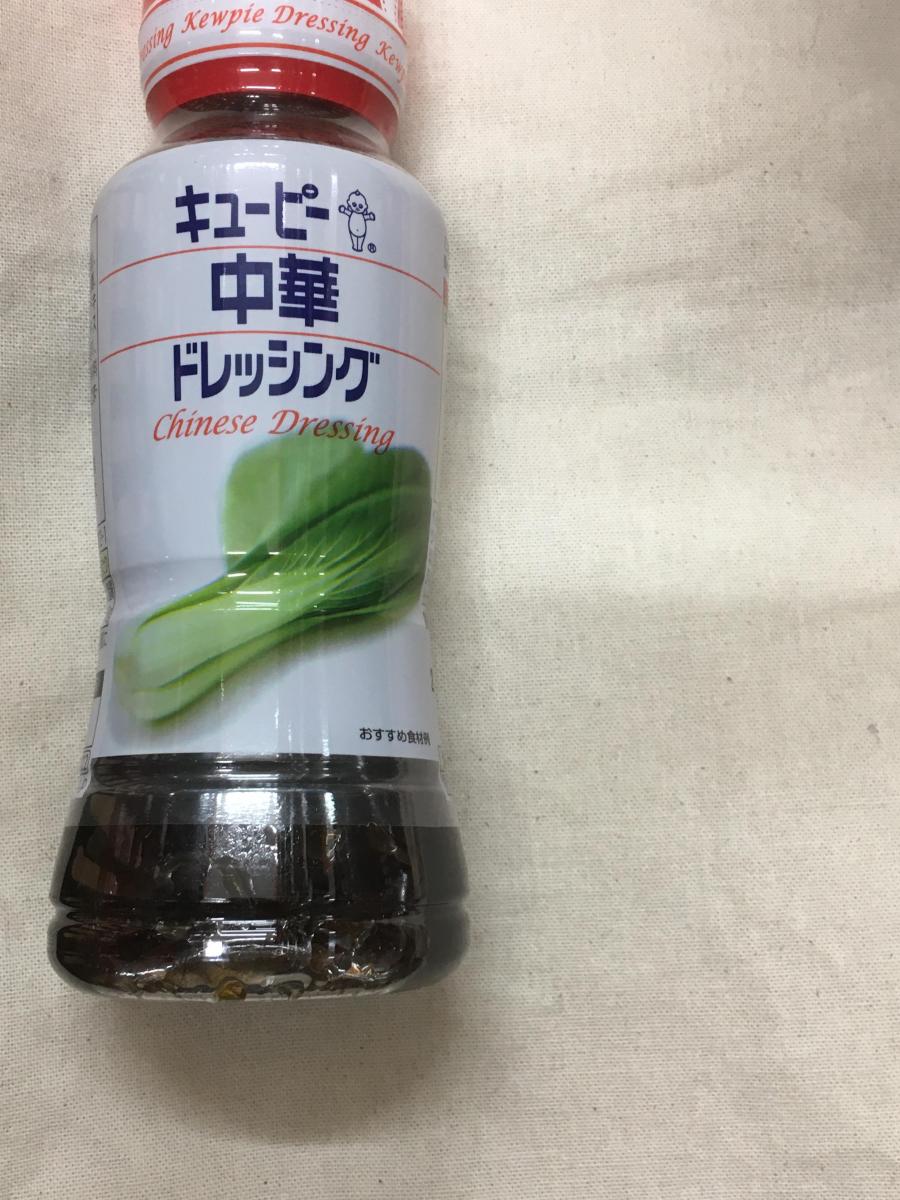 Kewpie Dressing
キューピー
®
中華
ドレッシング
Chinese Dressing
おすすめ食材例